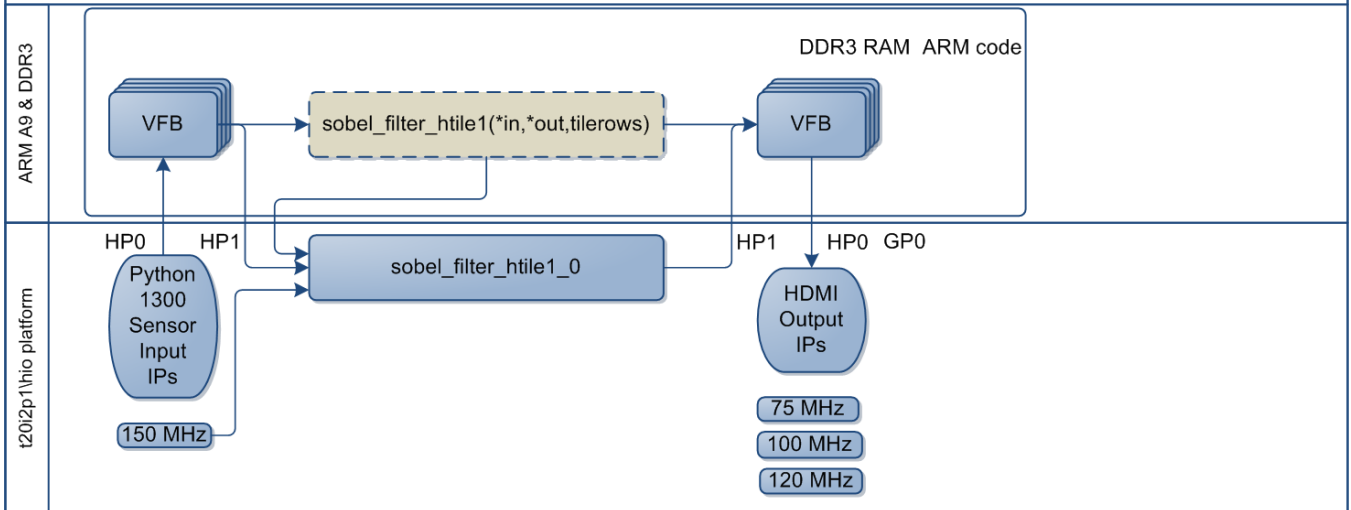 ARM A9 & DDR3
DDR3 RAM ARM code
VFB
sobel_filter_htile1(*in,*out,tilerows)
VFB
t20i2p1\hio platform
HP0
HP1
HP1
HP0
GP0
Python
1300
Sensor
Input
IPs
sobel_filter_htile1_0
HDMI
Output
IPs
150 MHz
75 MHz
100 MHz
120 MHz